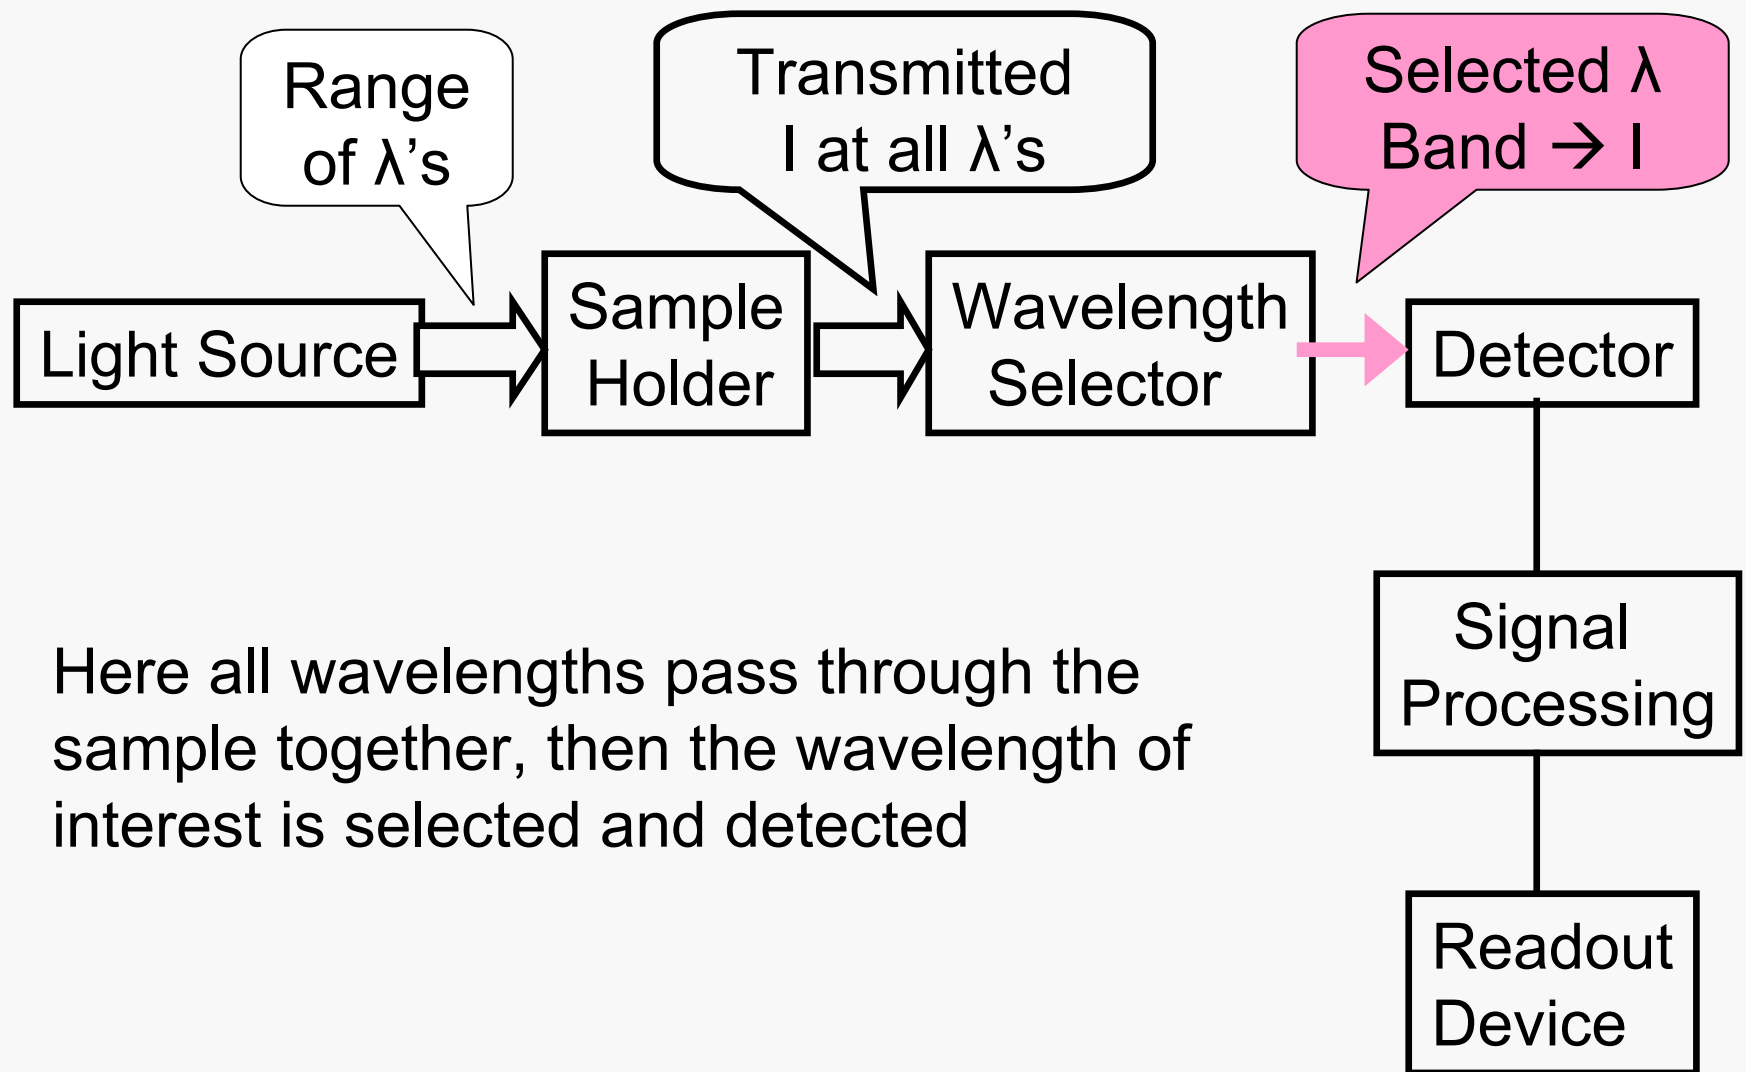 Range
of λ’s
Transmitted
I at all λ’s
Selected λ
Band → I
Light Source
Sample
Holder
Wavelength
Selector
Detector
Signal
Processing
Here all wavelengths pass through the
sample together, then the wavelength of
interest is selected and detected
Readout
Device